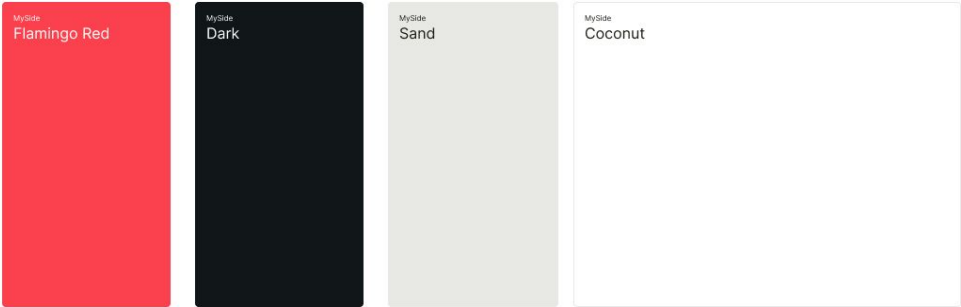 MySide
Flamingo Red
MySide
Dark
MySide
Sand
MySide
Coconut